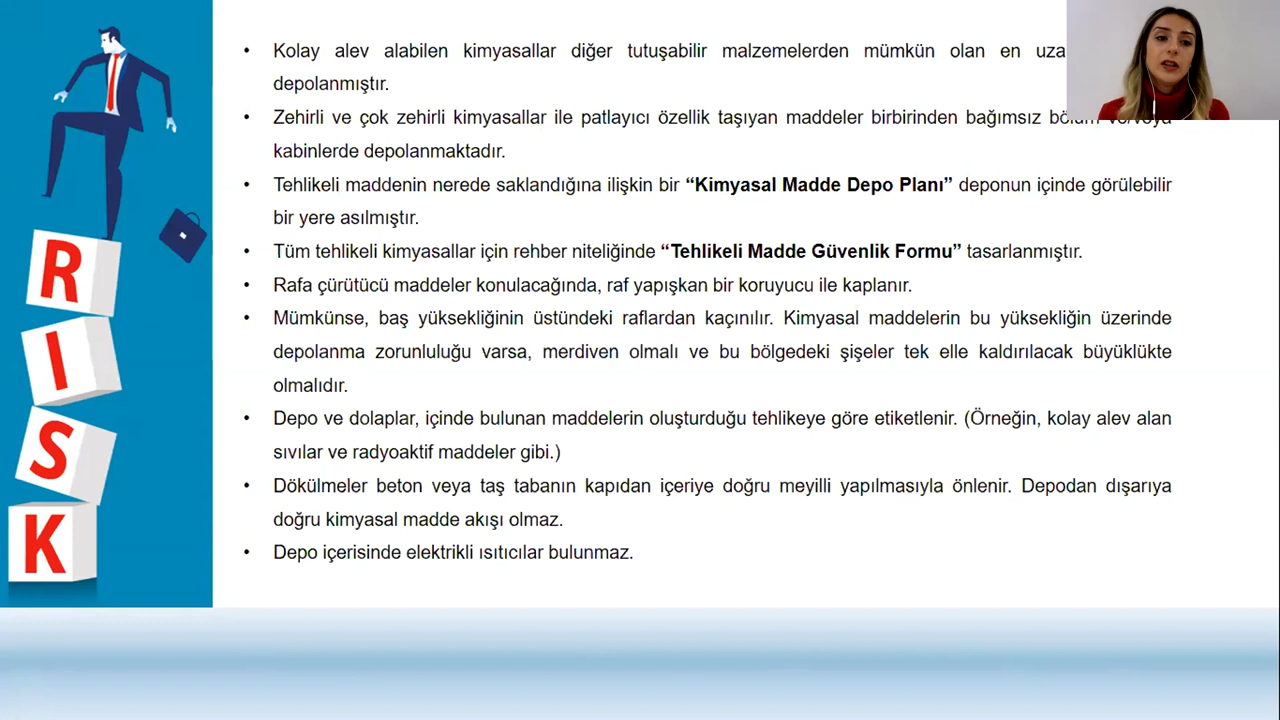 • Kolay alev alabilen kimyasallar diğer tutuşabilir malzemelerden mümkün olan en
depolanmıştır.
• Zehirli ve çok zehirli kimyasallar ile patlayıcı özellik taşıyan maddeler birbirinden bağımsız
kabinlerde depolanmaktadır.
• Tehlikeli maddenin nerede saklandığına ilişkin bir “Kimyasal Madde Depo Planı” deponun içinde görülebilir
bir yere asılmıştır.
• Tüm tehlikeli kimyasallar için rehber niteliğinde “Tehlikeli Madde Güvenlik Formu” tasarlanmıştır.
• Rafa çürütücü maddeler konulacağında, raf yapışkan bir koruyucu ile kaplanır.
• Mümkünse, baş yüksekliğinin üstündeki raflardan kaçınılır. Kimyasal maddelerin bu yüksekliğin üzerinde
depolanma zorunluluğu varsa, merdiven olmalı ve bu bölgedeki şişeler tek elle kaldırılacak büyüklükte
olmalıdır.
• Depo ve dolaplar, içinde bulunan maddelerin oluşturduğu tehlikeye göre etiketlenir. (Örneğin, kolay alev alan
sıvılar ve radyoaktif maddeler gibi.)
• Dökülmeler beton veya taş tabanın kapıdan içeriye doğru meyilli yapılmasıyla önlenir. Depodan dışarıya
doğru kimyasal madde akışı olmaz.
• Depo içerisinde elektrikli ısıtıcılar bulunmaz.
R
I
S
K